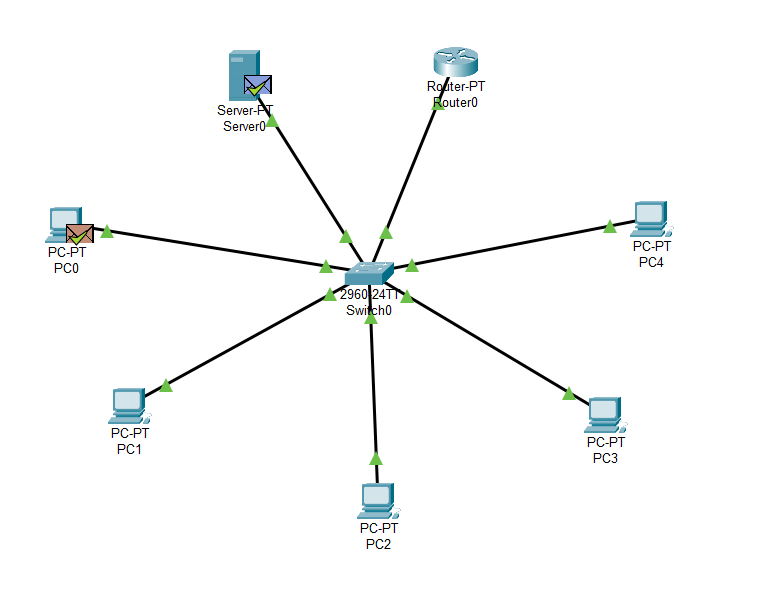 Server-PT
Server0
Router-PT
Router0
PC-PT
PC0
PC-PT
PC4
2960-24TT
Switch0
PC-PT
PC1
PC-PT
PC3
PC-PT
PC2